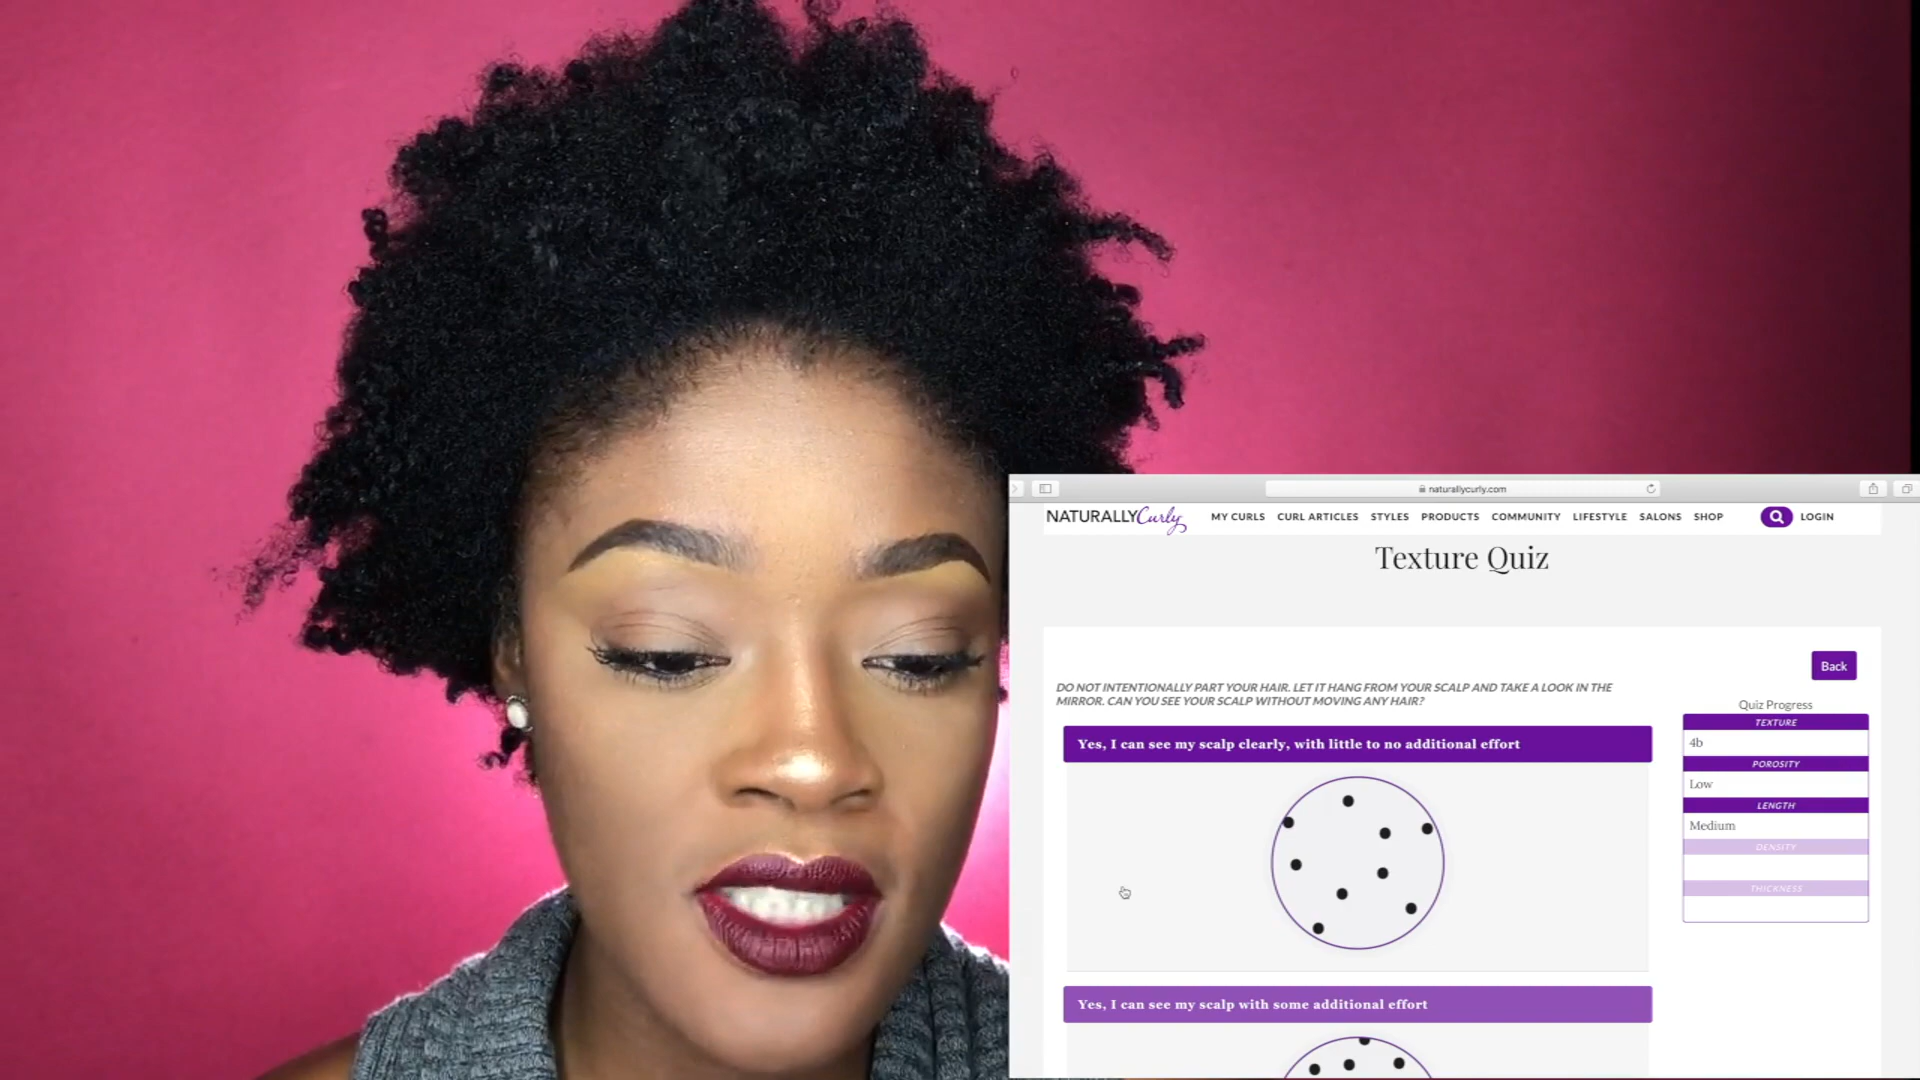 naturallycurly.com
NATURALLYCurly MY CURLS CURL ARTICLES STYLES PRODUCTS COMMUNITY LIFESTYLE SALONS SHOP LOGIN
Texture Quiz
Back
DO NOT INTENTIONALLY PART YOUR HAIR. LET IT HANG FROM YOUR SCALP AND TAKE A LOOK IN THE
MIRROR. CAN YOU SEE YOUR SCALP WITHOUT MOVING ANY HAIR?
Yes, I can see my scalp clearly, with little to no additional effort
Yes, I can see my scalp with some additional effort
Quiz Progress
TEXTURE
4b
POROSITY
Low
LENGTH
Medium
DENSITY
THICKNESS